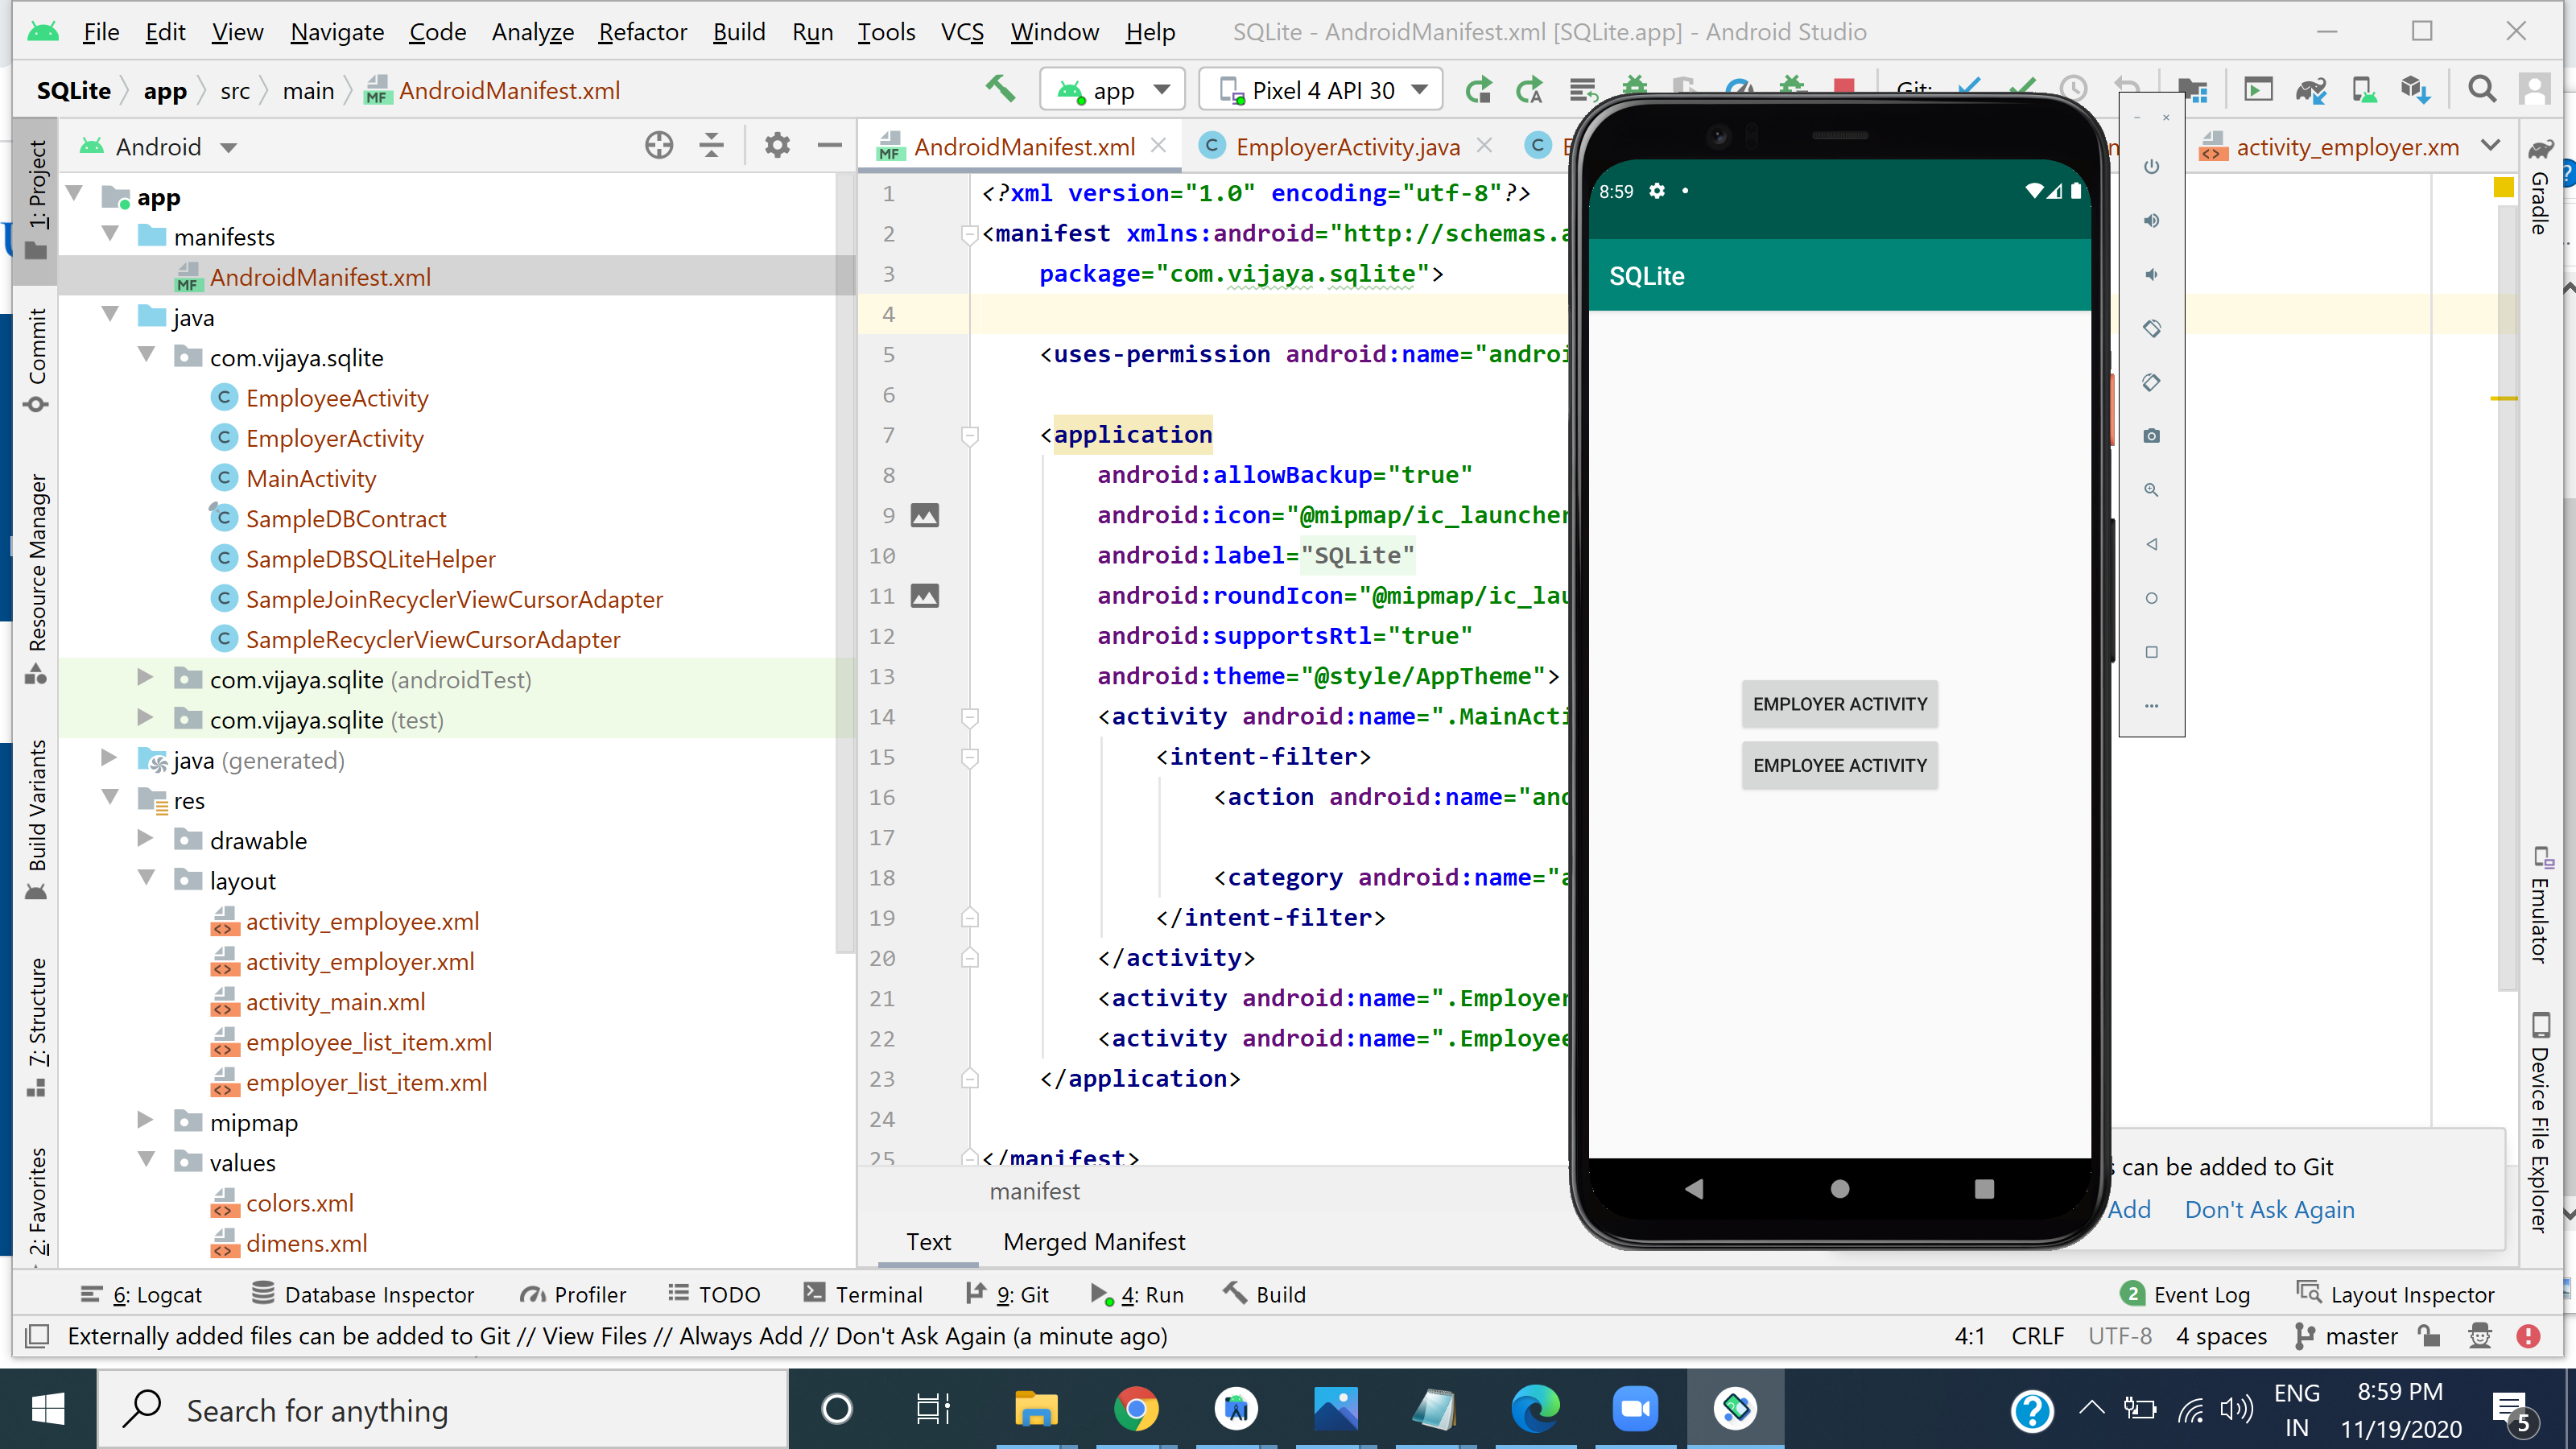 File Edit View Navigate Code Analyze Refactor Build Run Tools VCS Window Help SQLite - AndroidManifest.xml [SQLite.app] - Android Studio
SQLite app src main AndroidManifest.xml app Pixel 4 API 30 Git:
Android
AndroidManifest.xml EmployerActivity.java activity_employer.xm
app
manifests
AndroidManifest.xml
java
com.vijaya.sqlite
EmployeeActivity
EmployerActivity
MainActivity
SampleDBContract
SampleDBSQLiteHelper
SampleJoinRecyclerViewCursorAdapter
SampleRecyclerViewCursorAdapter
com.vijaya.sqlite (androidTest)
com.vijaya.sqlite (test)
java (generated)
res
drawable
layout
activity_employee.xml
activity_employer.xml
activity_main.xml
employee_list_item.xml
employer_list_item.xml
mipmap
values
colors.xml
dimens.xml
1: Project
Commit
Resource Manager
Build Variants
7: Structure
2: Favorites
1 <?xml version="1.0" encoding="utf-8"?>
2 <manifest xmlns:android="http://schemas.a
3 package="com.vijaya.sqlite">
4
5 <uses-permission android:name="androi
6
7 <application
8 android:allowBackup="true"
9 android:icon="@mipmap/ic_launcher
10 android:label="SQLite"
11 android:roundIcon="@mipmap/ic_lau
12 android:supportsRtl="true"
13 android:theme="@style/AppTheme">
14 <activity android:name=".MainActi
15 <intent-filter>
16 <action android:name="and
17
18 <category android:name="a
19 </intent-filter>
20 </activity>
21 <activity android:name=".Employer
22 <activity android:name=".Employee
23 </application>
24
25 </manifest>
manifest
Text Merged Manifest
8:59
SQLite
EMPLOYER ACTIVITY
EMPLOYEE ACTIVITY
Gradle
Emulator
Device File Explorer
can be added to Git
Add Don't Ask Again
6: Logcat Database Inspector Profiler TODO Terminal 9: Git 4: Run Build 2 Event Log Layout Inspector
Externally added files can be added to Git // View Files // Always Add // Don't Ask Again (a minute ago) 4:1 CRLF UTF-8 4 spaces master
Search for anything
ENG
IN
8:59 PM
11/19/2020
5